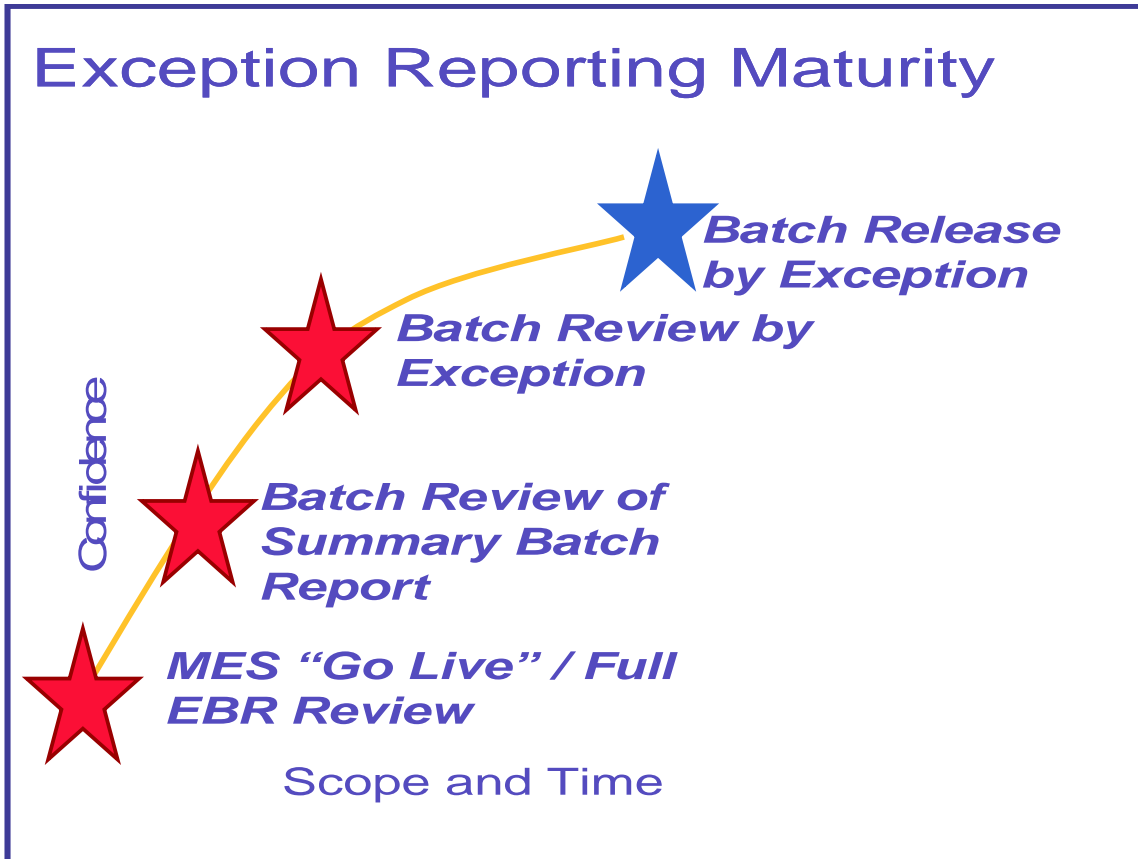 Exception Reporting Maturity
Batch Release
by Exception
Batch Review by
Exception
Confidence
Batch Review of
Summary Batch
Report
MES “Go Live” / Full
EBR Review
Scope and Time